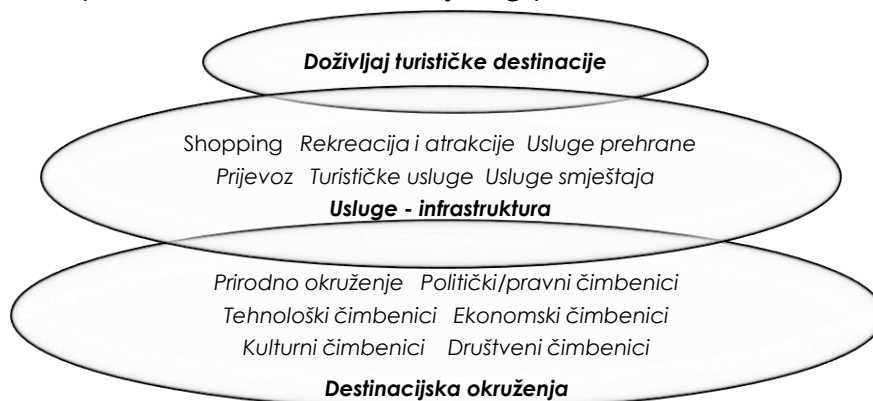 Doživljaj turističke destinacije
Shopping Rekreacija i atrakcije Usluge prehrane
Prijevoz Turističke usluge Usluge smještaja
Usluge - infrastruktura
Prirodno okruženje Politički/pravni čimbenici
Tehnološki čimbenici Ekonomski čimbenici
Kulturni čimbenici Društveni čimbenici
Destinacijska okruženja